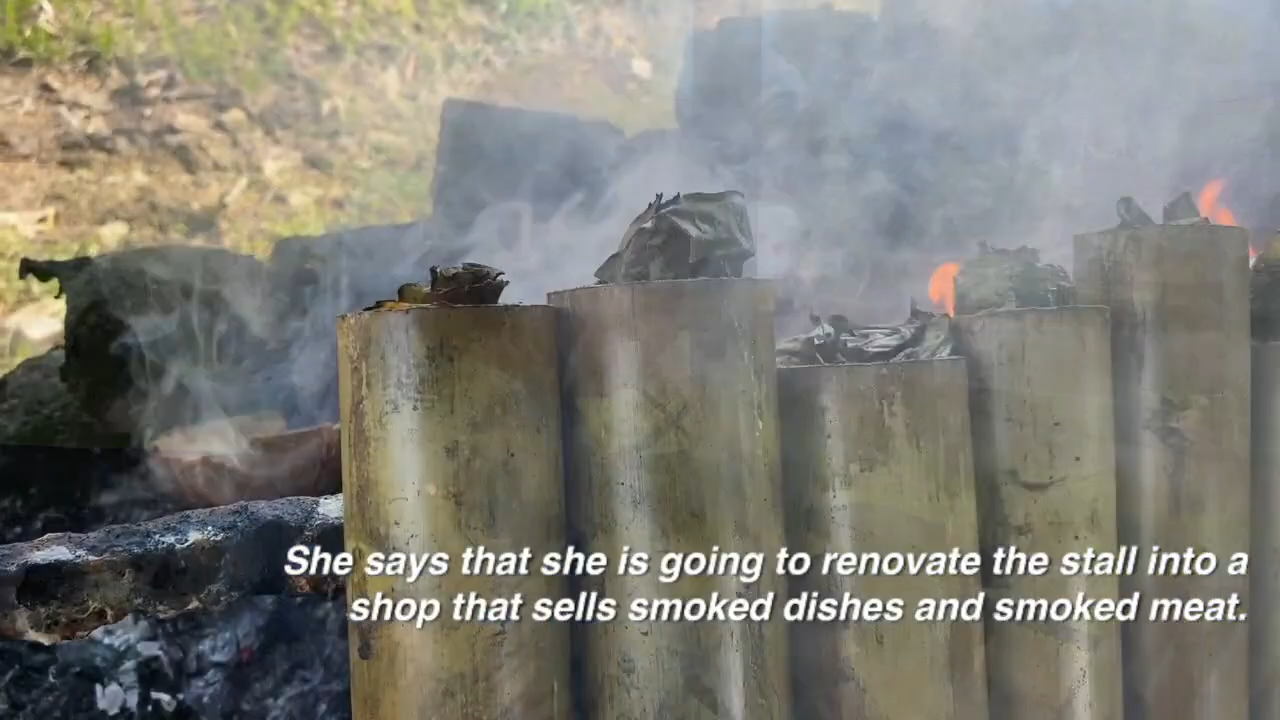 She says that she is going to renovate the stall into a
shop that sells smoked dishes and smoked meat.